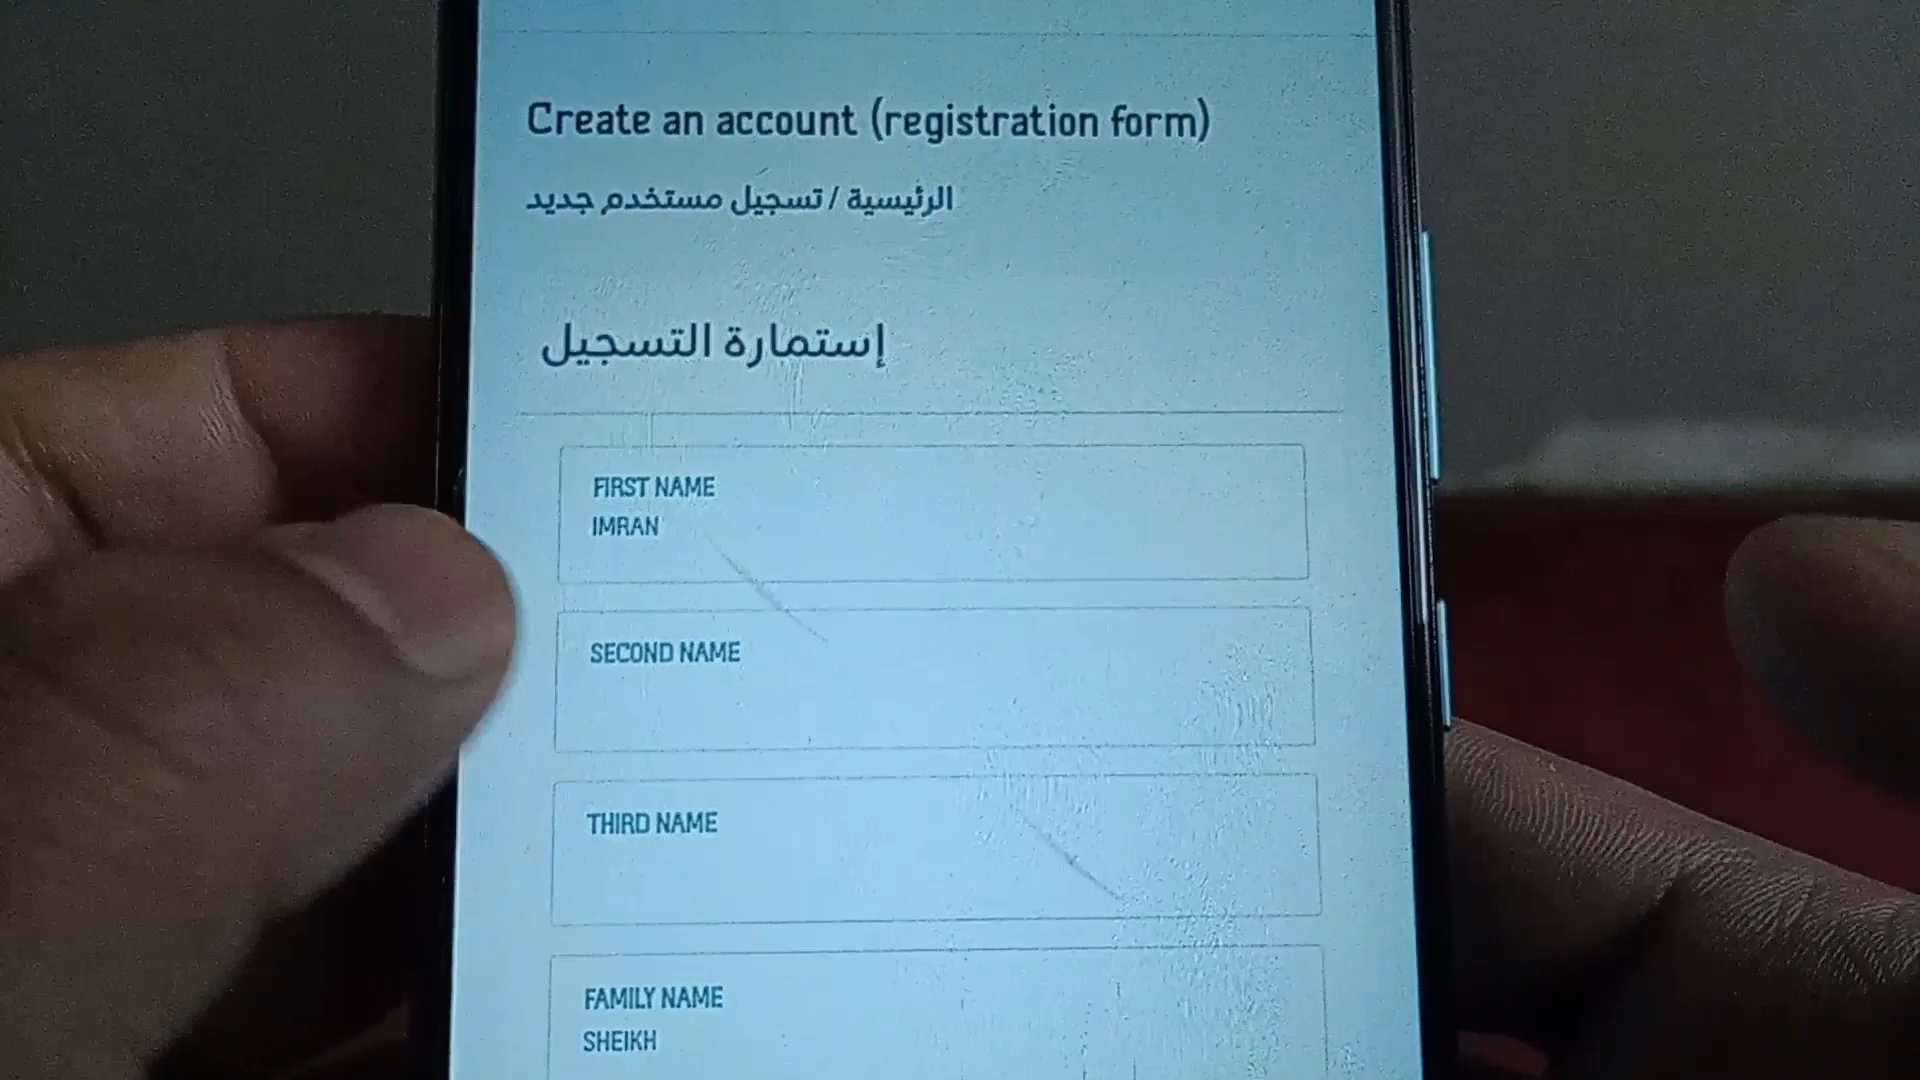 Create an account (registration form)
الرئيسية / تسجيل مستخدم جديد
إستمارة التسجيل
FIRST NAME
IMRAN
SECOND NAME
THIRD NAME
FAMILY NAME
SHEIKH